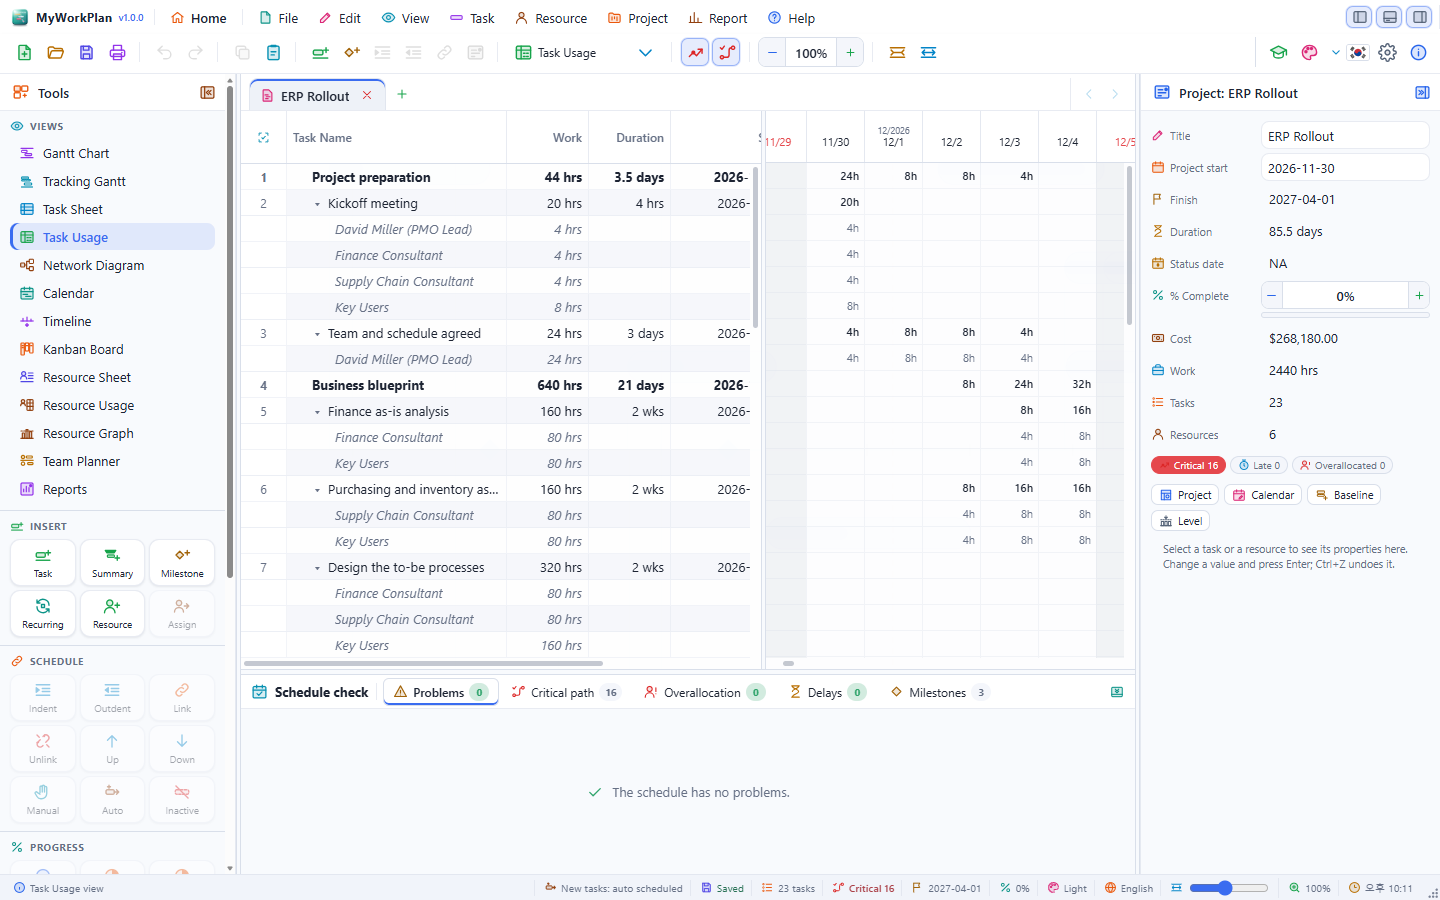 MyWorkPlan v1.0.0
Home
File
Edit
View
Task
Resource
Project
Report
Help
Task Usage
100%
Tools
VIEWS
Gantt Chart
Tracking Gantt
Task Sheet
Task Usage
Network Diagram
Calendar
Timeline
Kanban Board
Resource Sheet
Resource Usage
Resource Graph
Team Planner
Reports
INSERT
Task Summary Milestone
Recurring Resource Assign
SCHEDULE
Indent Outdent Link
Unlink Up Down
Manual Auto Inactive
PROGRESS
ERP Rollout
Task Name Work Duration
11/29 11/30 12/2026 12/1 12/2 12/3 12/4 12/5
1 Project preparation 44 hrs 3.5 days 2026- 24h 8h 8h 4h
2 Kickoff meeting 20 hrs 4 hrs 2026- 20h
David Miller (PMO Lead) 4 hrs 4h
Finance Consultant 4 hrs 4h
Supply Chain Consultant 4 hrs 4h
Key Users 8 hrs 8h
3 Team and schedule agreed 24 hrs 3 days 2026- 4h 8h 8h 4h
David Miller (PMO Lead) 24 hrs 4h 8h 8h 4h
4 Business blueprint 640 hrs 21 days 2026- 8h 24h 32h
5 Finance as-is analysis 160 hrs 2 wks 2026- 8h 16h
Finance Consultant 80 hrs 4h 8h
Key Users 80 hrs 4h 8h
6 Purchasing and inventory as... 160 hrs 2 wks 2026- 8h 16h 16h
Supply Chain Consultant 80 hrs 4h 8h 8h
Key Users 80 hrs 4h 8h 8h
7 Design the to-be processes 320 hrs 2 wks 2026-
Finance Consultant 80 hrs
Supply Chain Consultant 80 hrs
Key Users 160 hrs
Schedule check
Problems 0
Critical path 16
Overallocation 0
Delays 0
Milestones 3
The schedule has no problems.
Project: ERP Rollout
Title ERP Rollout
Project start 2026-11-30
Finish 2027-04-01
Duration 85.5 days
Status date NA
% Complete 0%
Cost $268,180.00
Work 2440 hrs
Tasks 23
Resources 6
Critical 16 Late 0 Overallocated 0
Project Calendar Baseline
Level
Select a task or a resource to see its properties here.
Change a value and press Enter; Ctrl+Z undoes it.
Task Usage view
New tasks: auto scheduled
Saved
23 tasks
Critical 16
2027-04-01
0%
Light
English
100%
오후 10:11